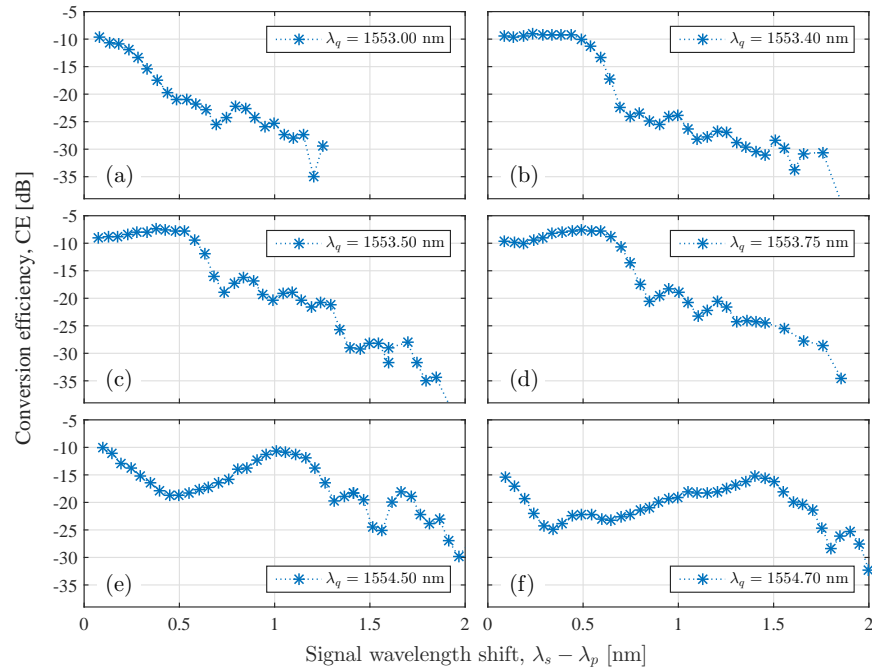 -5
-10
-15
-20
-25
-30
-35
λq = 1553.00 nm
(a)
λq = 1553.40 nm
(b)
Conversion efficiency, CE [dB]
-5
-10
-15
-20
-25
-30
-35
λq = 1553.50 nm
(c)
λq = 1553.75 nm
(d)
-5
-10
-15
-20
-25
-30
-35
(e)
λq = 1554.50 nm
(f)
λq = 1554.70 nm
0 0.5 1 1.5 2
0 0.5 1 1.5 2
Signal wavelength shift, λs − λp [nm]